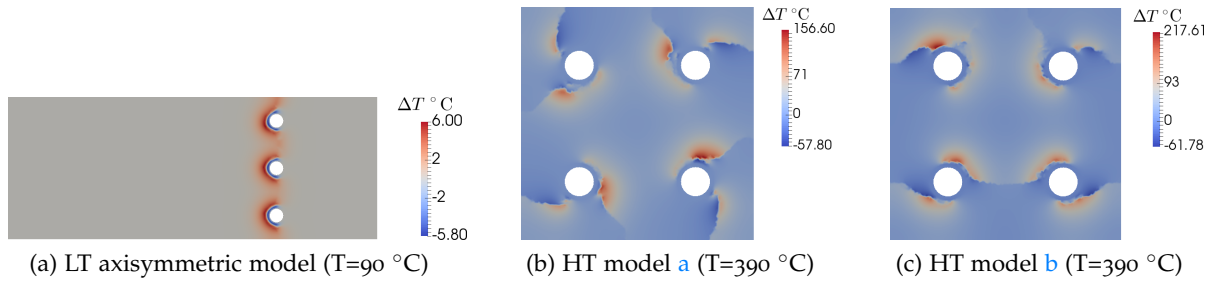 ΔT °C
6.00
2
-2
-5.80
(a) LT axisymmetric model (T=90 °C)
ΔT °C
156.60
71
0
-57.80
(b) HT model a (T=390 °C)
ΔT °C
217.61
93
0
-61.78
(c) HT model b (T=390 °C)